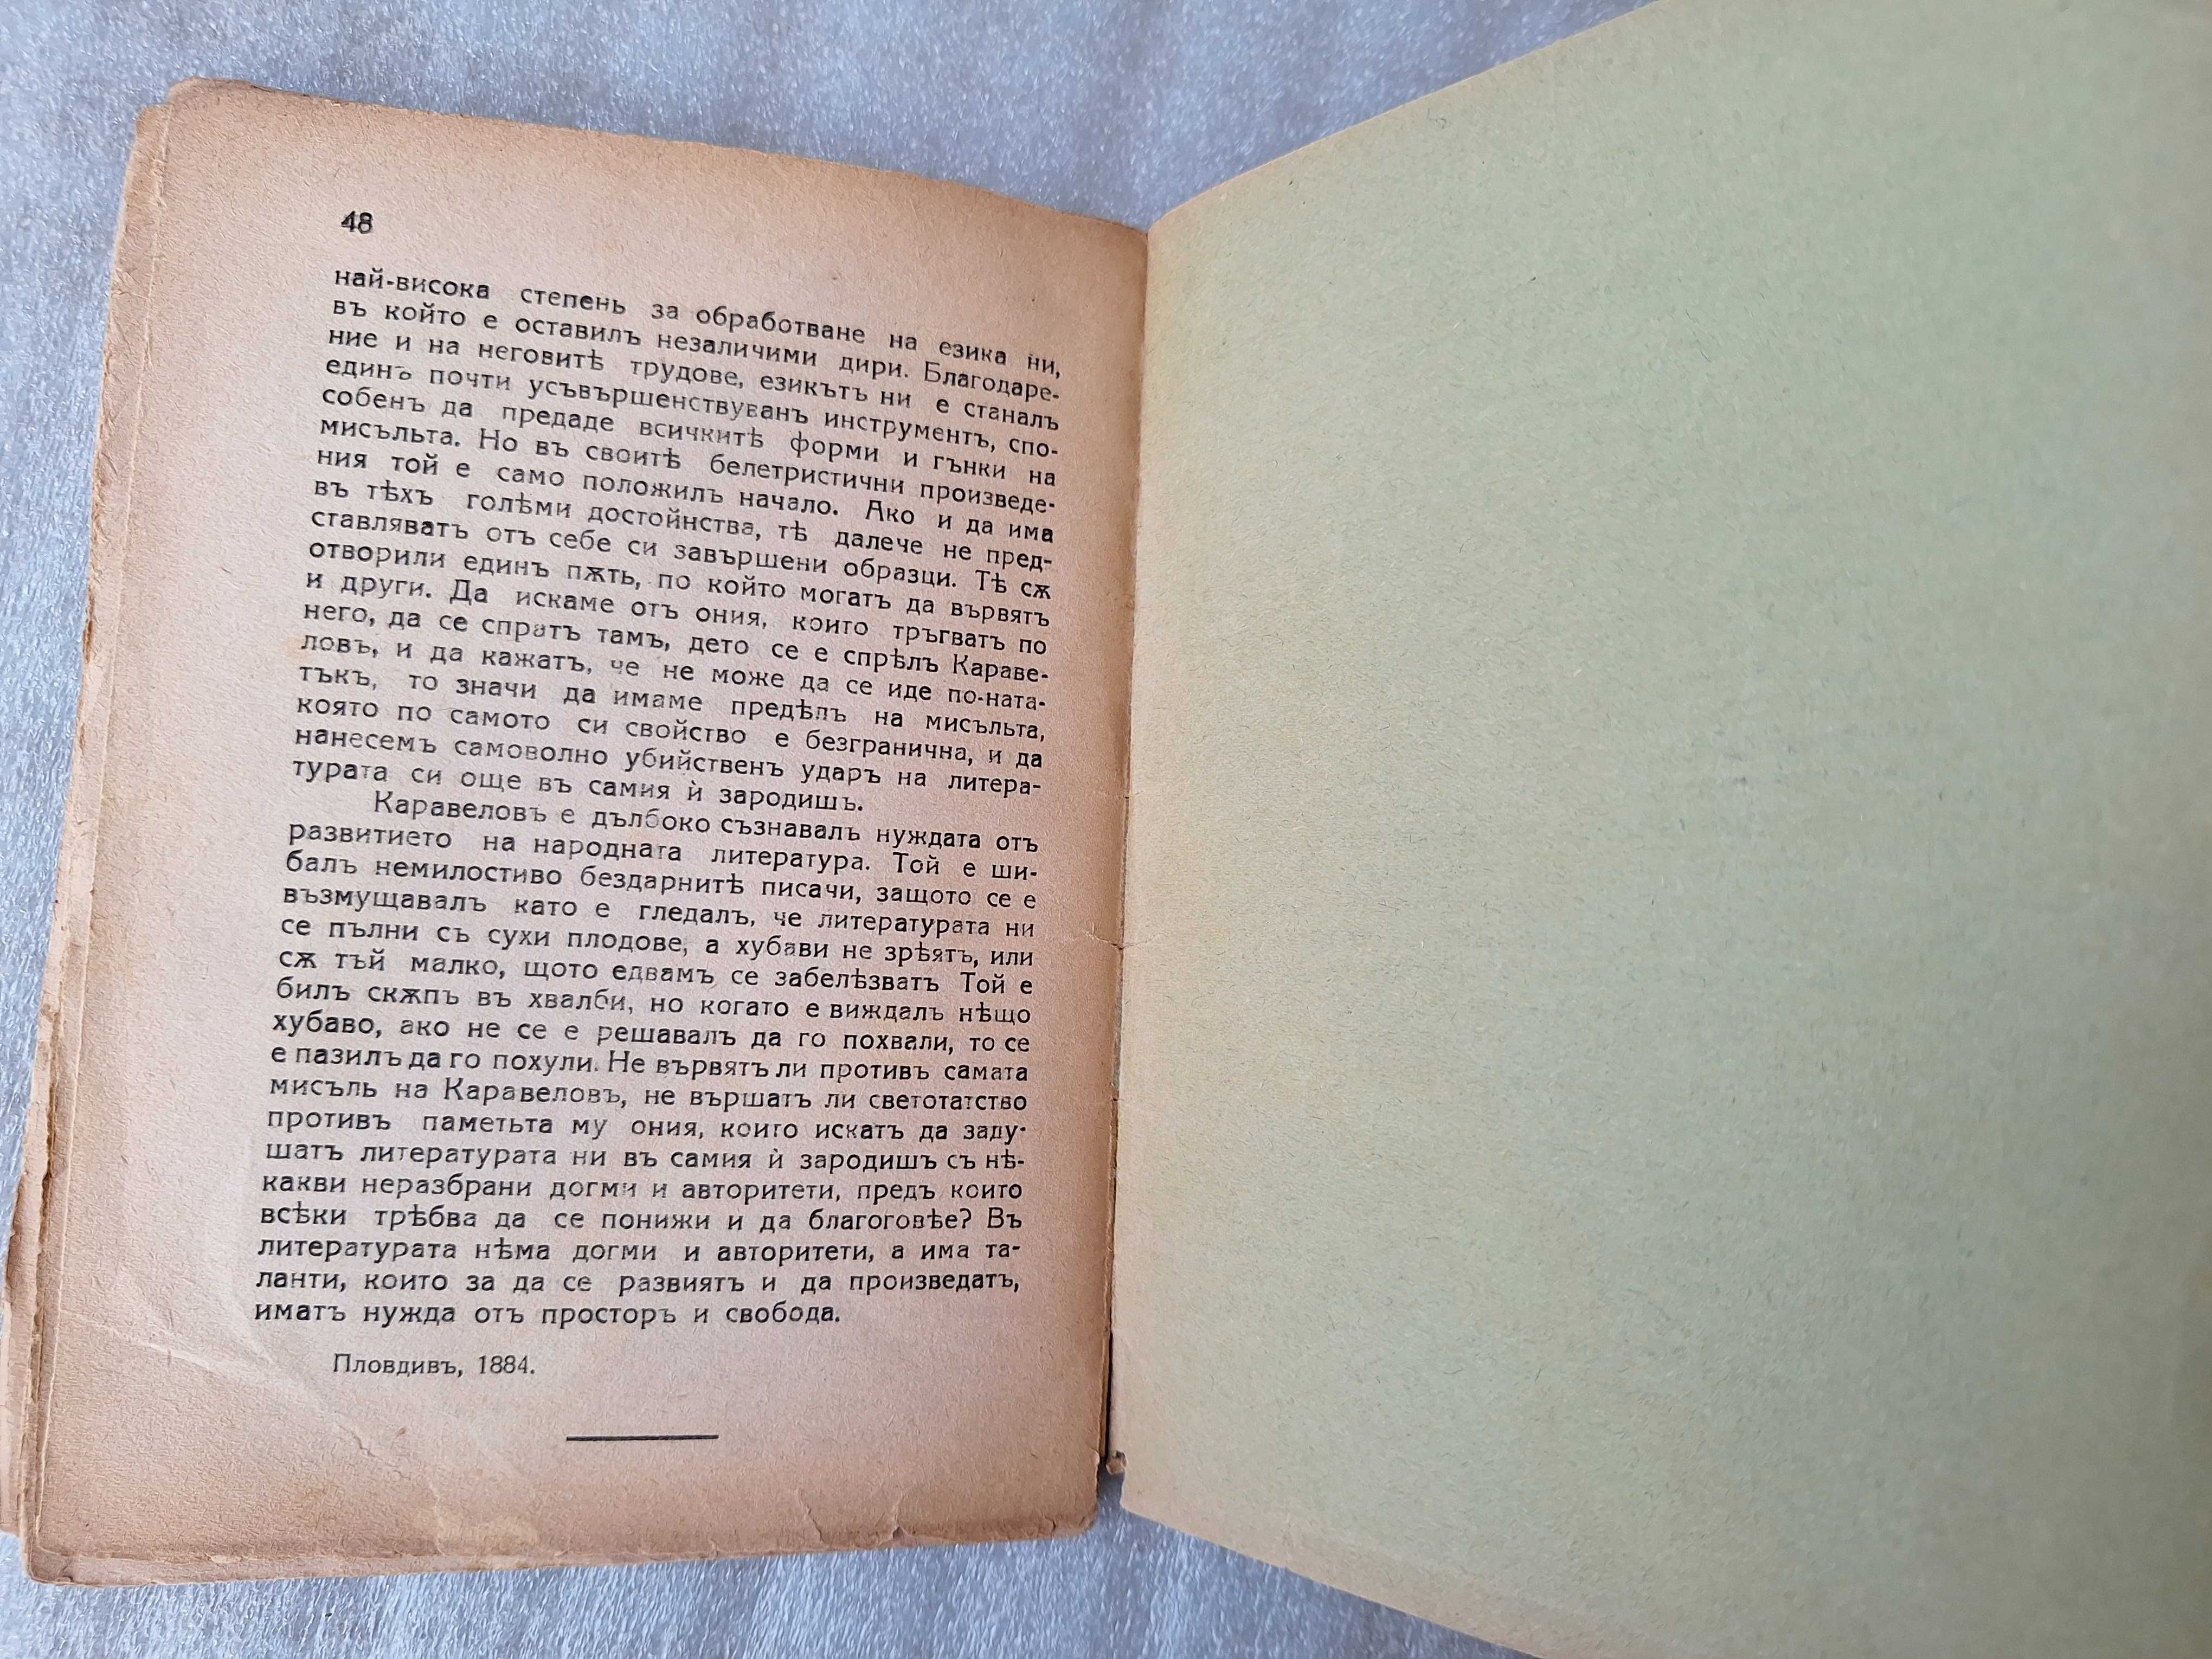 48
най-висока степень за обработване на езика ни,
въ който е оставилъ незаличими дири. Благодаре-
ние и на неговитѣ трудове, езикътъ ни е станалъ
единъ почти усъвършенствуванъ инструментъ, спо-
собенъ да предаде всичкитѣ форми и гънки на
мисъльта. Но въ своитѣ белетристични произведе-
ния той е само положилъ начало. Ако и да има
въ тѣхъ голѣми достойнства, тѣ далече не пред-
ставляватъ отъ себе си завършени образци. Тѣ сѫ
отворили единъ пѫть, по който могатъ да вървятъ
и други. Да искаме отъ ония, които тръгватъ по
него, да се спратъ тамъ, дето се е спрѣлъ Караве-
ловъ, и да кажатъ, че не може да се иде по-ната-
тъкъ, то значи да имаме предѣлъ на мисъльта,
която по самото си свойство е безгранична, и да
нанесемъ самоволно убийственъ ударъ на литера-
турата си още въ самия ѝ зародишъ.
Каравеловъ е дълбоко съзнавалъ нуждата отъ
развитието на народната литература. Той е ши-
балъ немилостиво бездарнитѣ писачи, защото се е
възмущавалъ като е гледалъ, че литературата ни
се пълни съ сухи плодове, а хубави не зрѣятъ, или
сѫ тъй малко, щото едвамъ се забелѣзватъ Той е
билъ скѫпъ въ хвалби, но когато е виждалъ нѣщо
хубаво, ако не се е решавалъ да го похвали, то се
е пазилъ да го похули. Не вървятъ ли противъ самата
мисъль на Каравеловъ, не вършатъ ли светотатство
противъ паметьта му ония, които искатъ да заду-
шатъ литературата ни въ самия ѝ зародишъ съ нѣ-
какви неразбрани догми и авторитети, предъ които
всѣки трѣбва да се понижи и да благоговѣе? Въ
литературата нѣма догми и авторитети, а има та-
ланти, които за да се развиятъ и да произведатъ,
иматъ нужда отъ просторъ и свобода.
Пловдивъ, 1884.